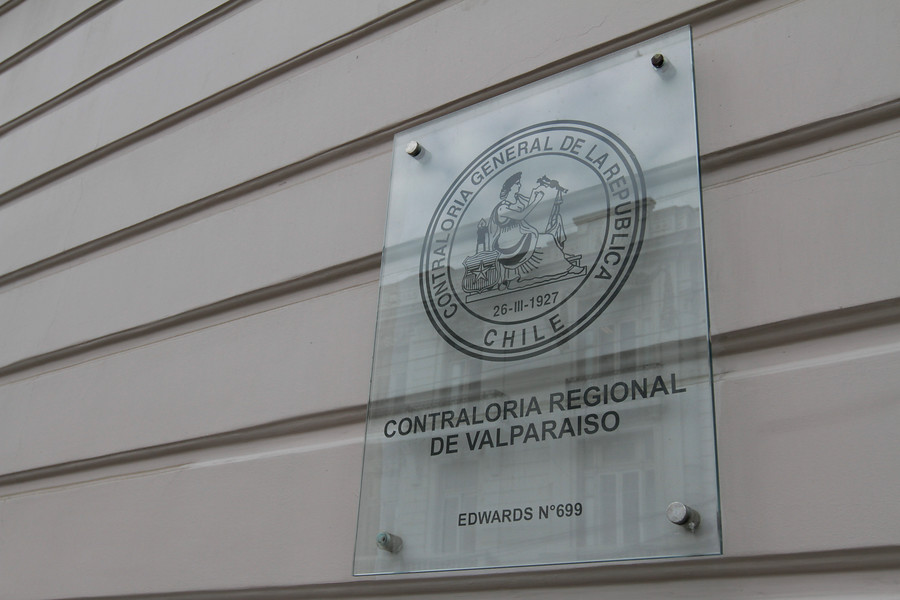 CONTRALORIA GENERAL DE LA REPUBLICA
26-III-1927
CHILE
CONTRALORIA REGIONAL
DE VALPARAISO
EDWARDS N°699